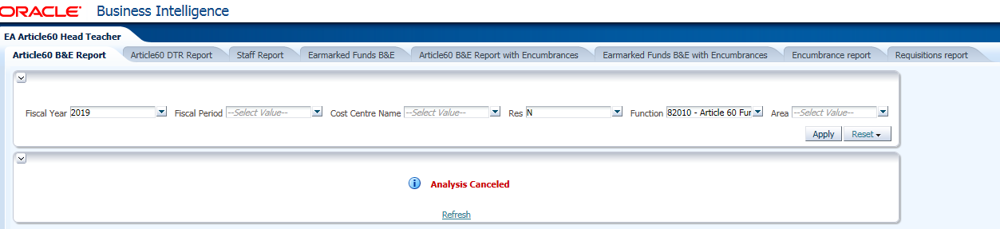 ORACLE Business Intelligence
EA Article60 Head Teacher
Article60 B&E Report Article60 DTR Report Staff Report Earmarked Funds B&E Article60 B&E Report with Encumbrances Earmarked Funds B&E with Encumbrances Encumbrance report Requisitions report
Fiscal Year 2019 Fiscal Period --Select Value-- Cost Centre Name --Select Value-- Res N Function 82010 - Article 60 Fur Area --Select Value--
Apply Reset
Analysis Canceled
Refresh